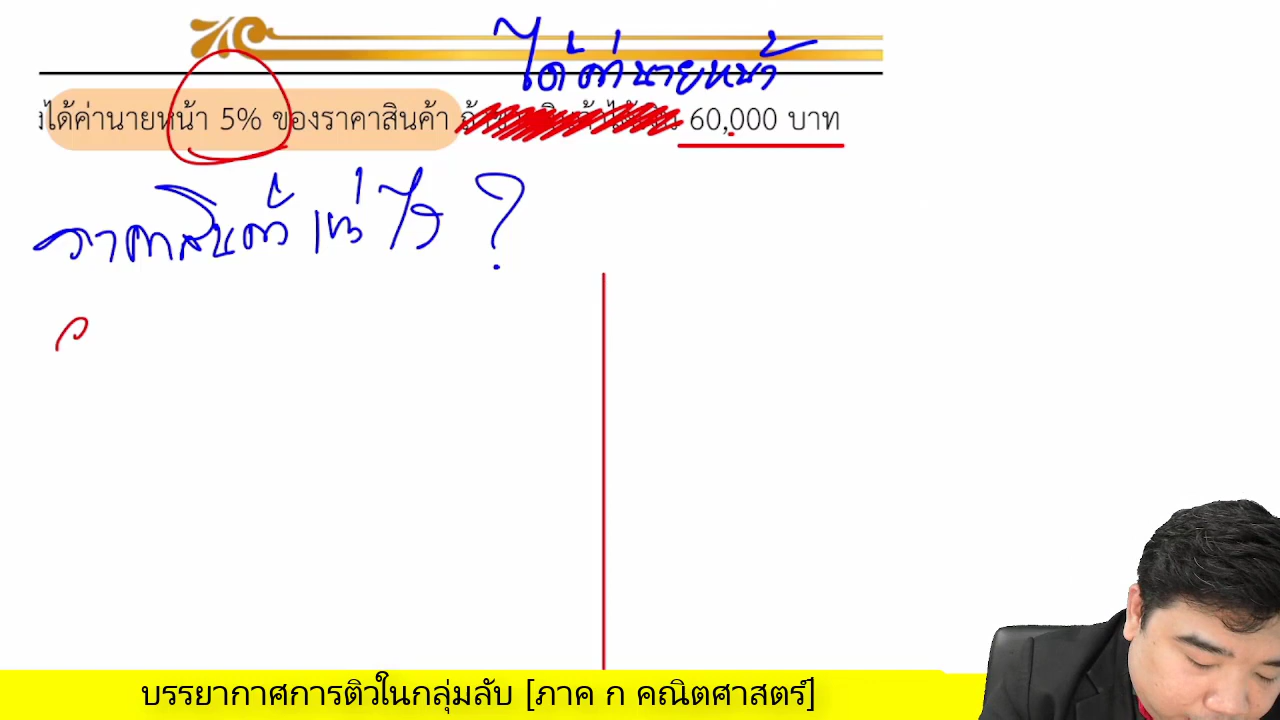 ได้ค่านายหน้า
งได้ค่านายหน้า 5% ของราคาสินค้า 60,000 บาท
ราคาสินค้า เท่าไร ?
บรรยากาศการติวในกลุ่มลับ [ภาค ก คณิตศาสตร์]